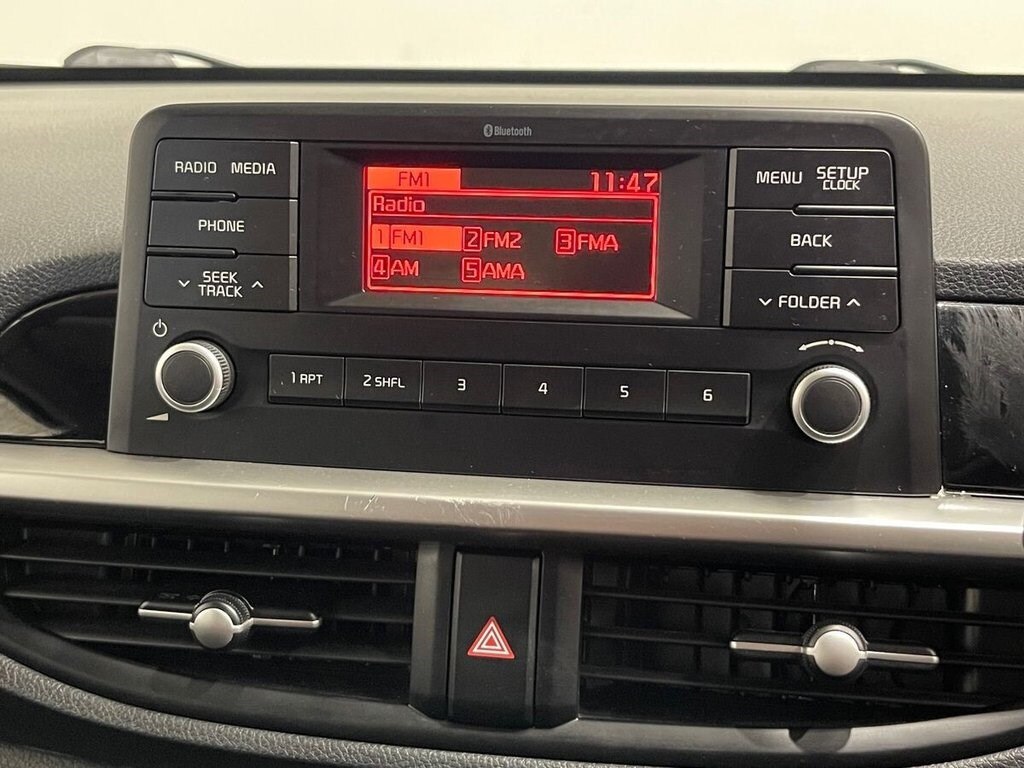 Bluetooth
RADIO MEDIA
PHONE
SEEK
TRACK
FM1 11:47
Radio
1 FM1 2 FM2 3 FMA
4 AM 5 AMA
MENU SETUP
CLOCK
BACK
FOLDER
1 RPT 2 SHFL 3 4 5 6